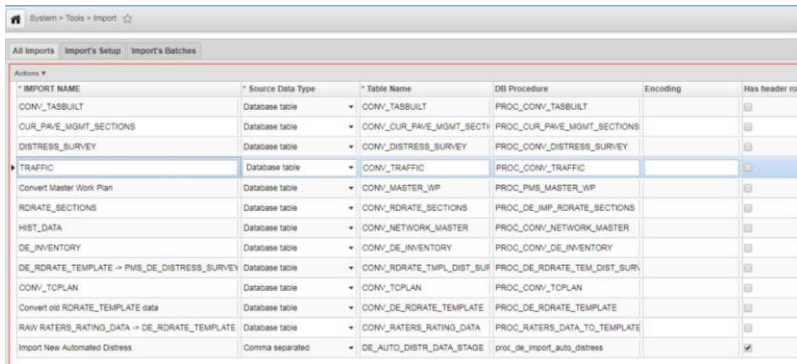 System > Tools > Import
All Imports Import's Setup Import's Batches
Actions
* IMPORT NAME * Source Data Type * Table Name DB Procedure Encoding Has header ro
CONV_TASBUILT Database table CONV_TASBUILT PROC_CONV_TASBUILT
CUR_PAVE_MGMT_SECTIONS Database table CONV_CUR_PAVE_MGMT_SECTI PROC_CUR_PAVE_MGMT_SECTIONS
DISTRESS_SURVEY Database table CONV_DISTRESS_SURVEY PROC_CONV_DISTRESS_SURVEY
TRAFFIC Database table CONV_TRAFFIC PROC_CONV_TRAFFIC
Convert Master Work Plan Database table CONV_MASTER_WP PROC_PMS_MASTER_WP
RDRATE_SECTIONS Database table CONV_RDRATE_SECTIONS PROC_DE_IMP_RDRATE_SECTIONS
HIST_DATA Database table CONV_NETWORK_MASTER PROC_CONV_NETWORK_MASTER
DE_INVENTORY Database table CONV_DE_INVENTORY PROC_CONV_DE_INVENTORY
DE_RDRATE_TEMPLATE -> PMS_DE_DISTRESS_SURVEY Database table CONV_RDRATE_TMPL_DIST_SUF PROC_DE_RDRATE_TEM_DIST_SURV
CONV_TCPLAN Database table CONV_TCPLAN PROC_CONV_TCPLAN
Convert old RDRATE_TEMPLATE data Database table CONV_DE_RDRATE_TEMPLATE PROC_DE_RDRATE_TEMPLATE
RAW RATERS_RATING_DATA -> DE_RDRATE_TEMPLATE Database table CONV_RATERS_RATING_DATA PROC_RATERS_DATA_TO_TEMPLATE
Import New Automated Distress Comma separated DE_AUTO_DISTR_DATA_STAGE proc_de_import_auto_distress